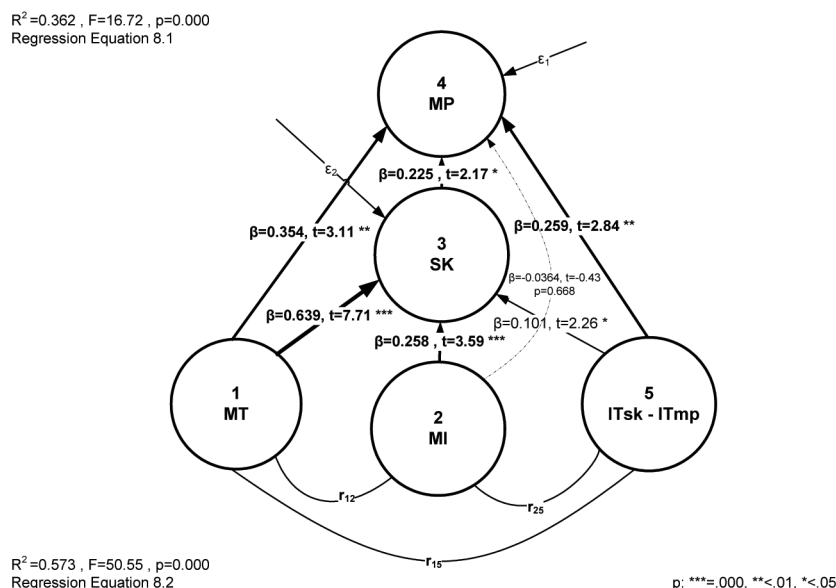 R²=0.362 , F=16.72 , p=0.000
Regression Equation 8.1
ε₁
4
MP
ε₂
β=0.225 , t=2.17 *
β=0.354, t=3.11 **
β=0.259, t=2.84 **
3
SK
β=-0.0364, t=-0.43
p=0.668
β=0.639, t=7.71 ***
β=0.101, t=2.26 *
β=0.258 , t=3.59 ***
1
MT
2
MI
5
ITsk - ITmp
r₁₂
r₂₅
r₁₅
R²=0.573 , F=50.55 , p=0.000
Regression Equation 8.2
p: ***=.000, **<.01, *<.05